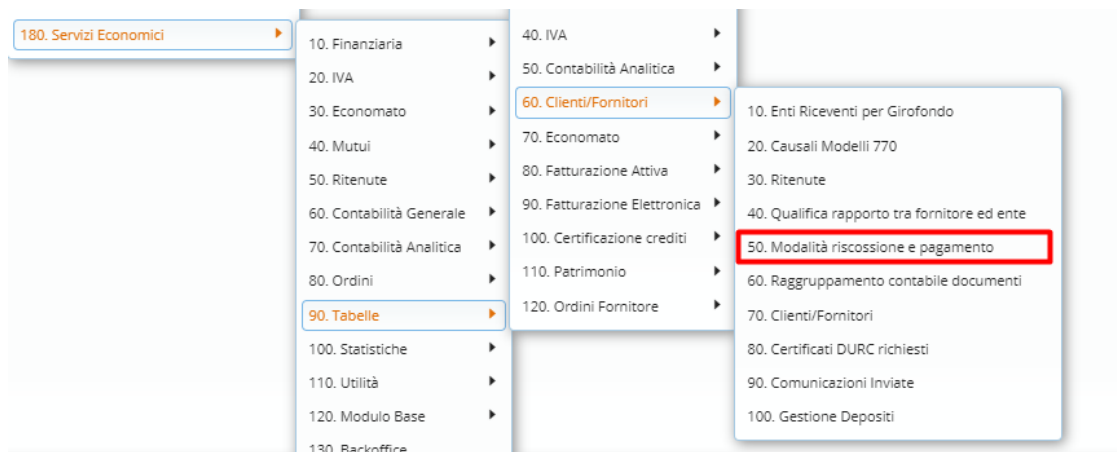 180. Servizi Economici
10. Finanziaria
20. IVA
30. Economato
40. Mutui
50. Ritenute
60. Contabilità Generale
70. Contabilità Analitica
80. Ordini
90. Tabelle
100. Statistiche
110. Utilità
120. Modulo Base
130. Backoffice
40. IVA
50. Contabilità Analitica
60. Clienti/Fornitori
70. Economato
80. Fatturazione Attiva
90. Fatturazione Elettronica
100. Certificazione crediti
110. Patrimonio
120. Ordini Fornitore
10. Enti Riceventi per Girofondo
20. Causali Modelli 770
30. Ritenute
40. Qualifica rapporto tra fornitore ed ente
50. Modalità riscossione e pagamento
60. Raggruppamento contabile documenti
70. Clienti/Fornitori
80. Certificati DURC richiesti
90. Comunicazioni Inviate
100. Gestione Depositi